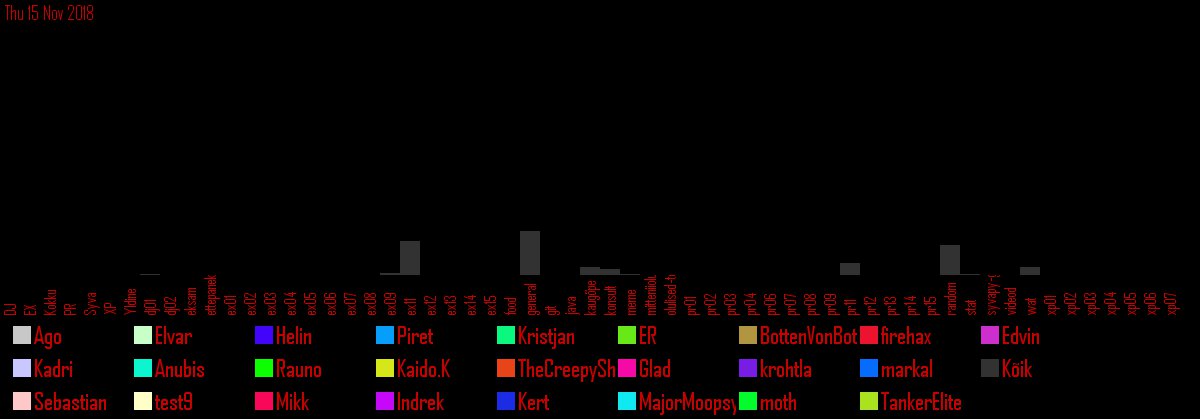 Thu 15 Nov 2018
DJ EX Kokku PR Syva XP Yldine dj01 dj02 eksam ettepanek ex01 ex02 ex03 ex04 ex05 ex06 ex07 ex08 ex09 ex11 ex12 ex13 ex14 ex15 food general git java kaugõpe konsult meme mitteriloli. olulised-h pr01 pr02 pr03 pr04 pr06 pr07 pr08 pr09 pr11 pr12 pr13 pr14 pr15 random stat videod wat xp01 xp02 xp03 xp04 xp05 xp06 xp07
Ago Elvar Helin Piret Kristjan ER BottenVonBot firehax Edvin
Kadri Anubis Rauno Kaido.K TheCreepySh Glad krohtla markal Kõik
Sebastian test9 Mikk Indrek Kert MajorMoopsy moth TankerElite